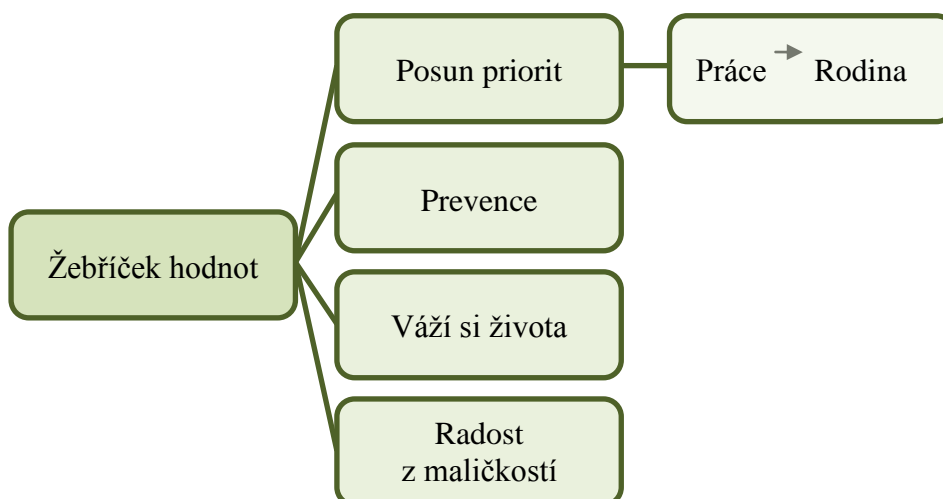 Posun priorit
Práce → Rodina
Prevence
Žebříček hodnot
Váží si života
Radost
z maličkostí